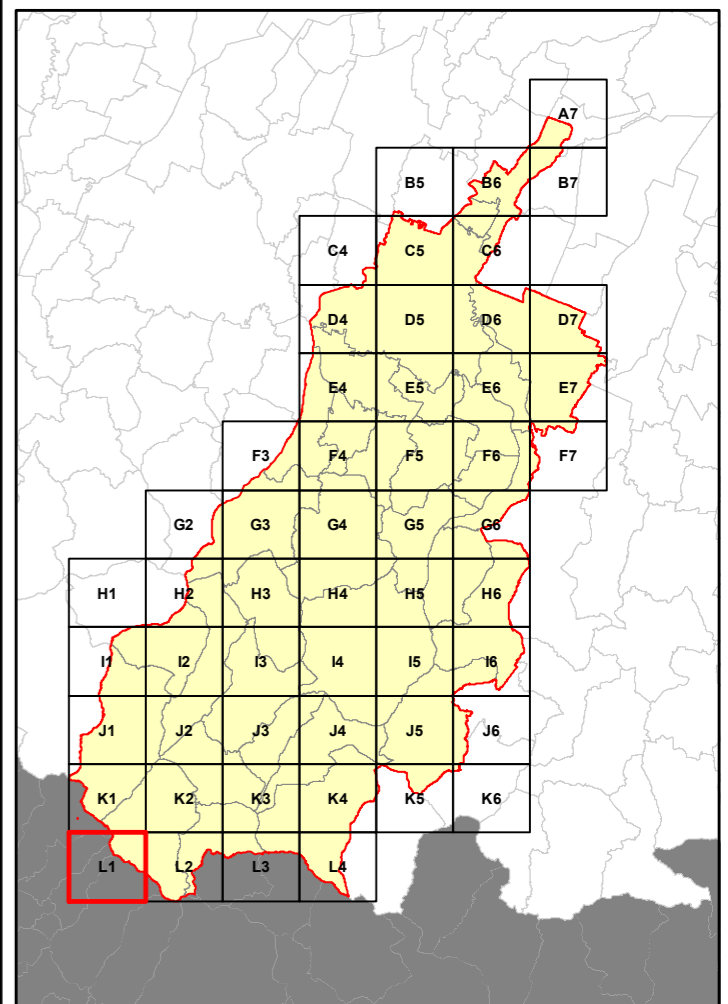 A7
B5 B6 B7
C4 C5 C6
D4 D5 D6 D7
E4 E5 E6 E7
F3 F4 F5 F6 F7
G2 G3 G4 G5 G6
H1 H2 H3 H4 H5 H6
I1 I2 I3 I4 I5 I6
J1 J2 J3 J4 J5 J6
K1 K2 K3 K4 K5 K6
L1 L2 L3 L4